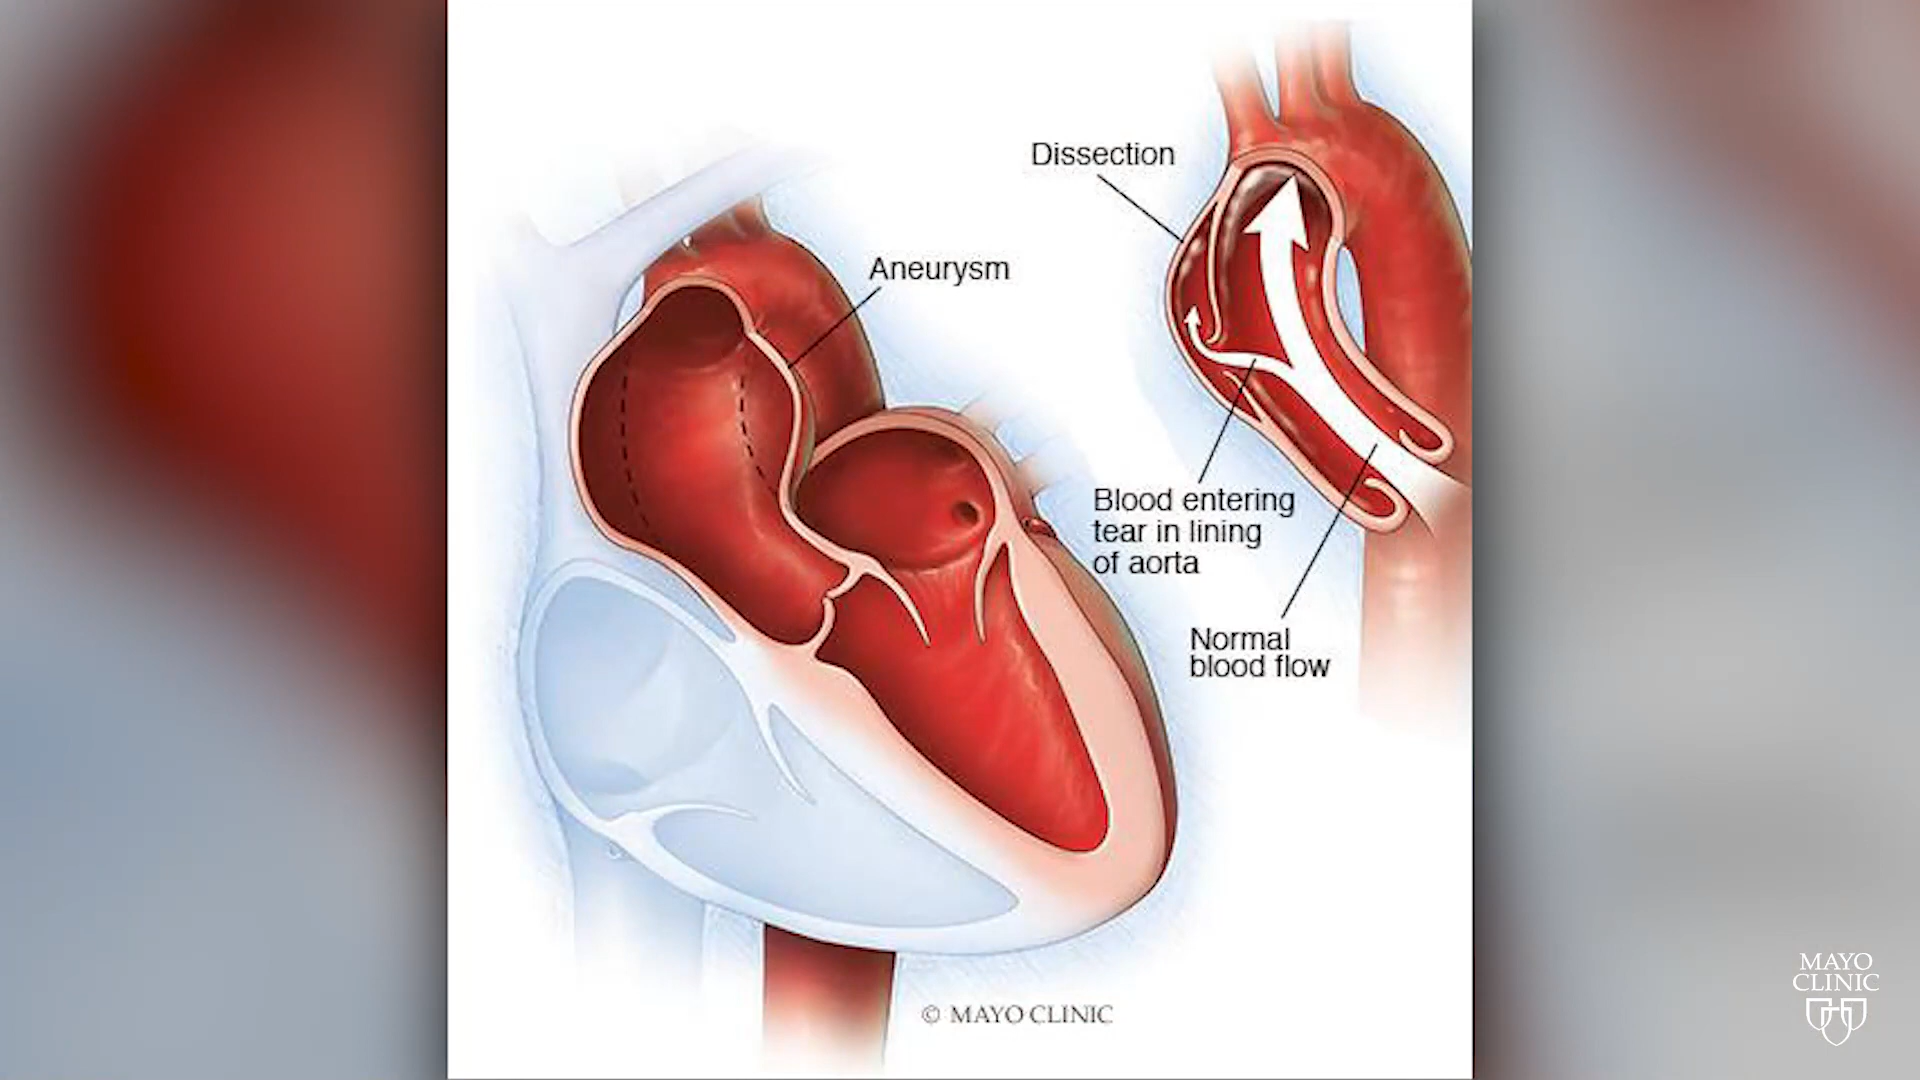 Dissection
Aneurysm
Blood entering
tear in lining
of aorta
Normal
blood flow
© MAYO CLINIC
MAYO
CLINIC